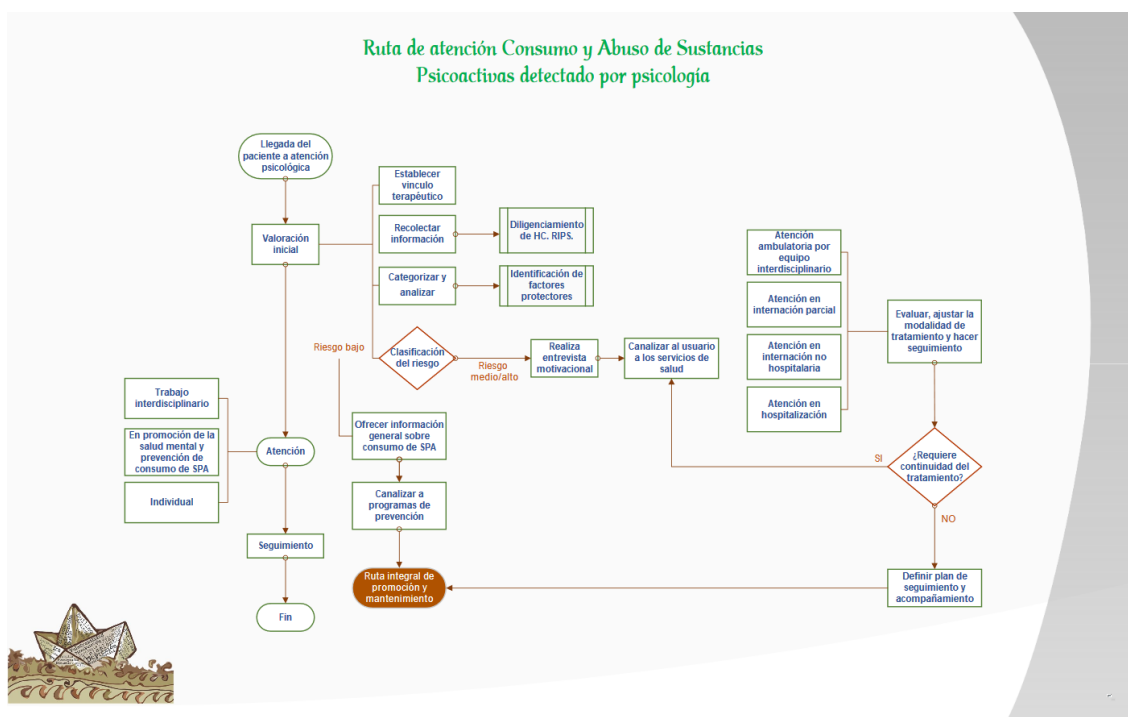 Ruta de atención Consumo y Abuso de Sustancias
Psicoactivas detectado por psicología
Llegada del
paciente a atención
psicológica
Valoración
inicial
Establecer
vinculo
terapéutico
Recolectar
información
Diligenciamiento
de HC. RIPS.
Categorizar y
analizar
Identificación de
factores
protectores
Clasificación
del riesgo
Riesgo bajo
Riesgo
medio/alto
Realiza
entrevista
motivacional
Canalizar al usuario
a los servicios de
salud
Atención
ambulatoria por
equipo
interdisciplinario
Atención en
internación parcial
Atención en
internación no
hospitalaria
Atención en
hospitalización
Evaluar, ajustar la
modalidad de
tratamiento y hacer
seguimiento
¿Requiere
continuidad del
tratamiento?
SI
NO
Definir plan de
seguimiento y
acompañamiento
Trabajo
interdisciplinario
En promoción de la
salud mental y
prevención de
consumo de SPA
Individual
Atención
Ofrecer información
general sobre
consumo de SPA
Canalizar a
programas de
prevención
Ruta integral de
promoción y
mantenimiento
Seguimiento
Fin